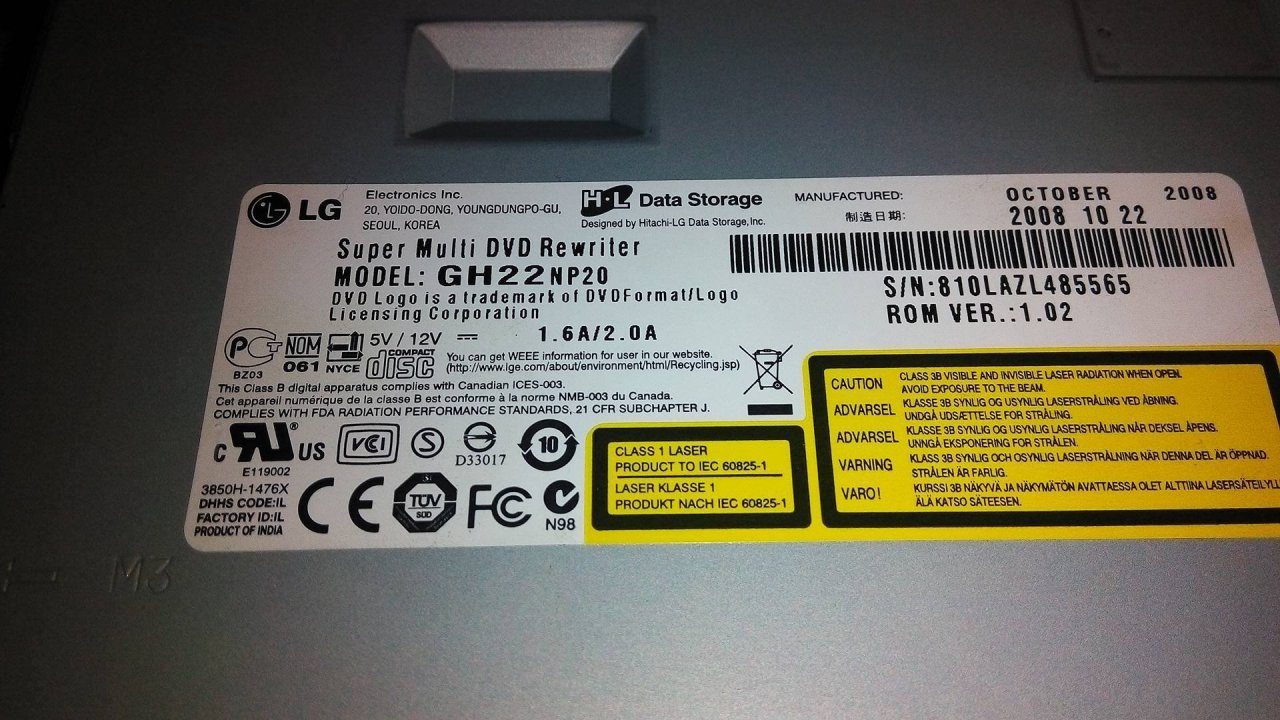 LG
Electronics Inc.
20, YOIDO-DONG, YOUNGDUNGPO-GU,
SEOUL, KOREA
H·L Data Storage
Designed by Hitachi-LG Data Storage, Inc.
MANUFACTURED: OCTOBER 2008
制造日期: 2008 10 22
Super Multi DVD Rewriter
MODEL: GH22NP20
DVD Logo is a trademark of DVD Format/Logo
Licensing Corporation
S/N:810LAZL485565
ROM VER.:1.02
5V / 12V 1.6A/2.0A
BZ03
NOM
061
NYCE
COMPACT
disc
You can get WEEE information for user in our website.
(http://www.lge.com/about/environment/html/Recycling.jsp)
This Class B digital apparatus complies with Canadian ICES-003.
Cet appareil numérique de la classe B est conforme à la norme NMB-003 du Canada.
COMPLIES WITH FDA RADIATION PERFORMANCE STANDARDS, 21 CFR SUBCHAPTER J.
C RU ® US
E119002
VCI
S
D33017
10
3850H-1476X
DHHS CODE:IL
FACTORY ID:IL
PRODUCT OF INDIA
CE
TÜV
SÜD
FC
N98
CLASS 1 LASER
PRODUCT TO IEC 60825-1
LASER KLASSE 1
PRODUKT NACH IEC 60825-1
CAUTION CLASS 3B VISIBLE AND INVISIBLE LASER RADIATION WHEN OPEN.
AVOID EXPOSURE TO THE BEAM.
ADVARSEL KLASSE 3B SYNLIG OG USYNLIG LASERSTRÅLING VED ÅBNING.
UNDGÅ UDSÆTTELSE FOR STRÅLING.
ADVARSEL KLASSE 3B SYNLIG OG USYNLIG LASERSTRÅLING NÅR DEKSEL ÅPENS.
UNNGÅ EKSPONERING FOR STRÅLEN.
VARNING KLASS 3B SYNLIG OCH OSYNLIG LASERSTRÅLNING NÄR DENNA DEL ÄR ÖPPNAD.
STRÅLEN ÄR FARLIG.
VARO! KURSSI 3B NÄKYVÄ JA NÄKYMÄTÖN AVATTAESSA OLET ALTTIINA LASERSÄTEILYLL
ÄLÄ KATSO SÄTEESEN.
M3